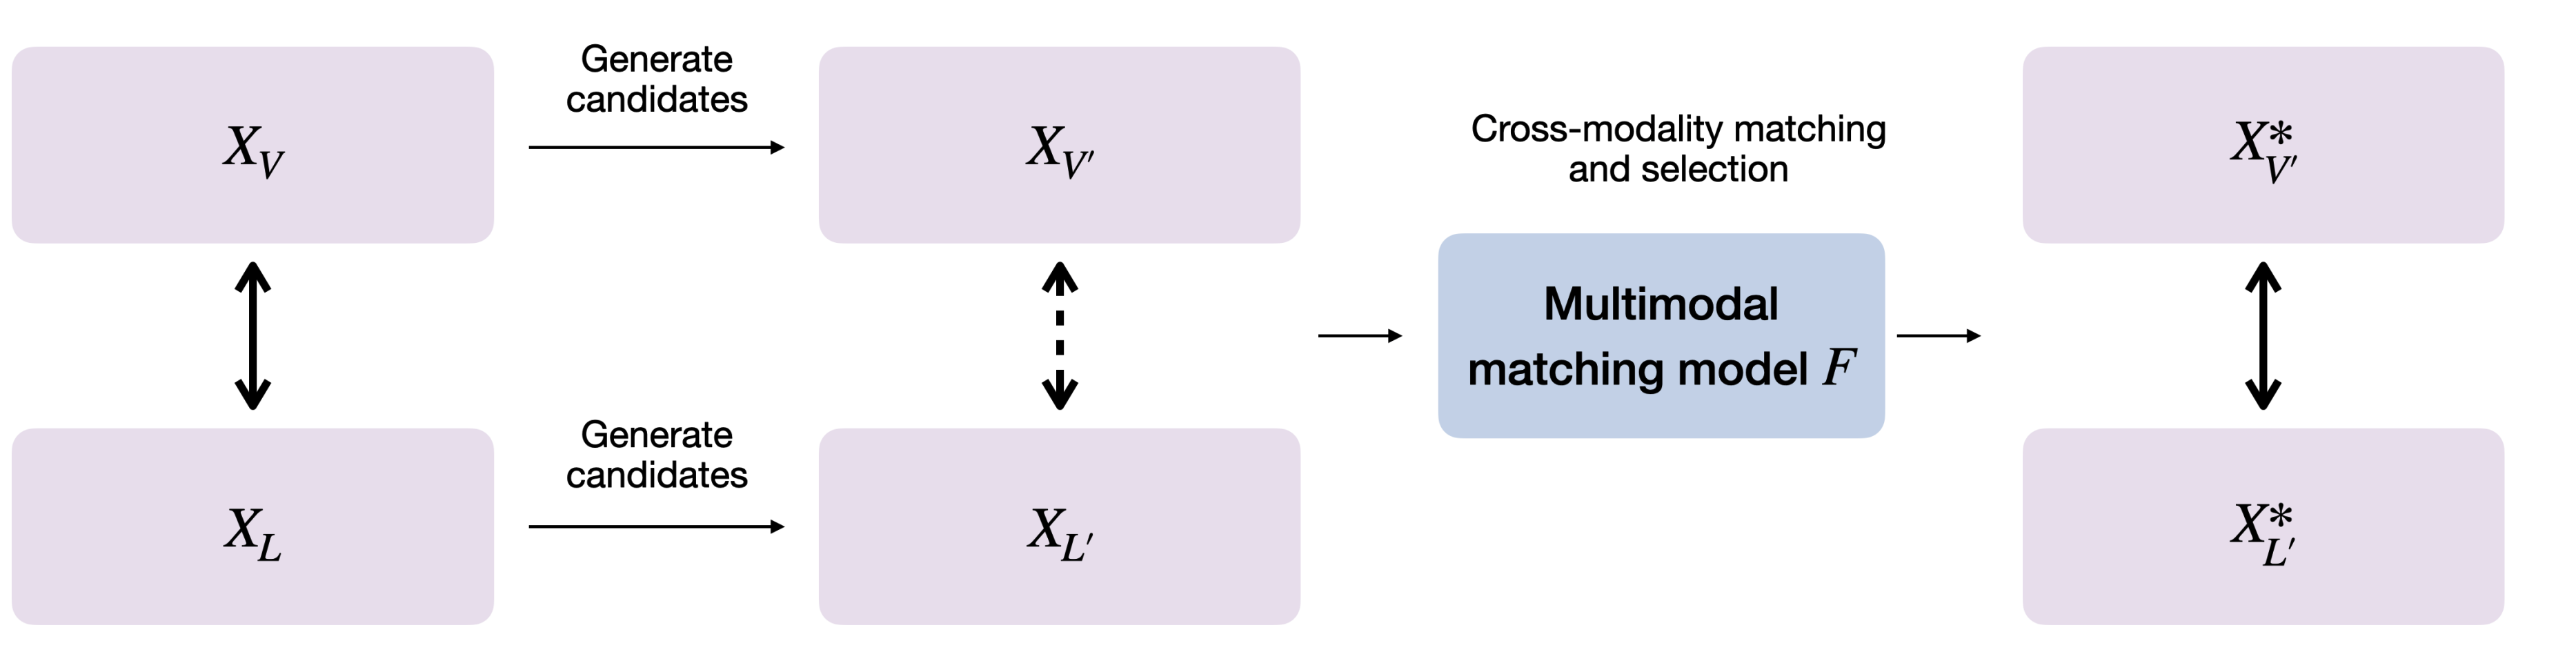 Generate
candidates
X_V
X_{V'}
Cross-modality matching
and selection
X^*_{V'}
Multimodal
matching model F
Generate
candidates
X_L
X_{L'}
X^*_{L'}